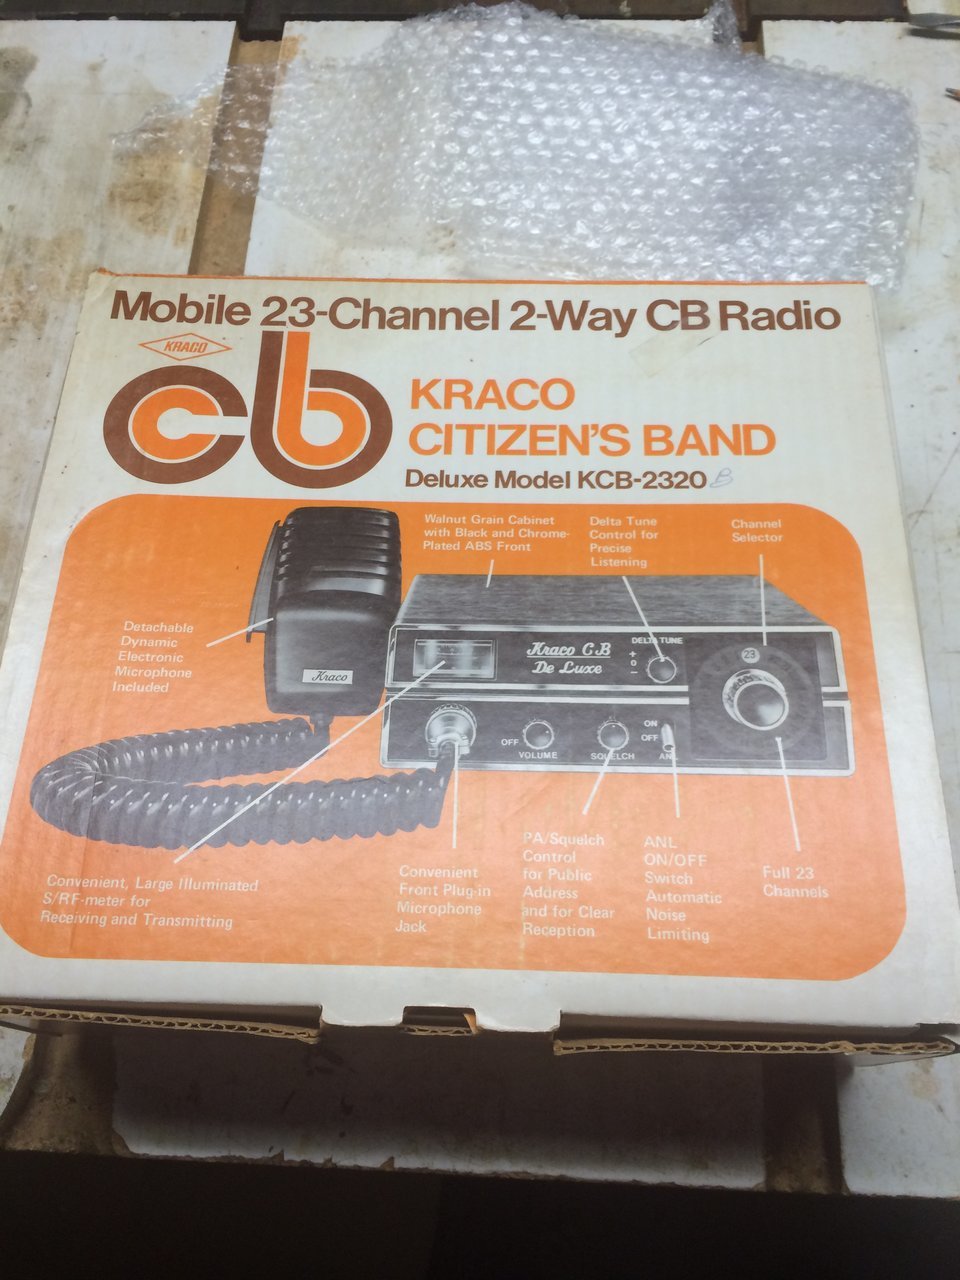 Mobile 23-Channel 2-Way CB Radio
KRACO
cb
KRACO
CITIZEN'S BAND
Deluxe Model KCB-2320 B
Walnut Grain Cabinet
with Black and Chrome-
Plated ABS Front
Delta Tune
Control for
Precise
Listening
Channel
Selector
Detachable
Dynamic
Electronic
Microphone
Included
Kraco
Kraco CB
De Luxe
DELTA TUNE
+
0
-
23
OFF
VOLUME
SQUELCH
ON
OFF
ANL
Convenient, Large Illuminated
S/RF-meter for
Receiving and Transmitting
Convenient
Front Plug-in
Microphone
Jack
PA/Squelch
Control
for Public
Address
and for Clear
Reception
ANL
ON/OFF
Switch
Automatic
Noise
Limiting
Full 23
Channels